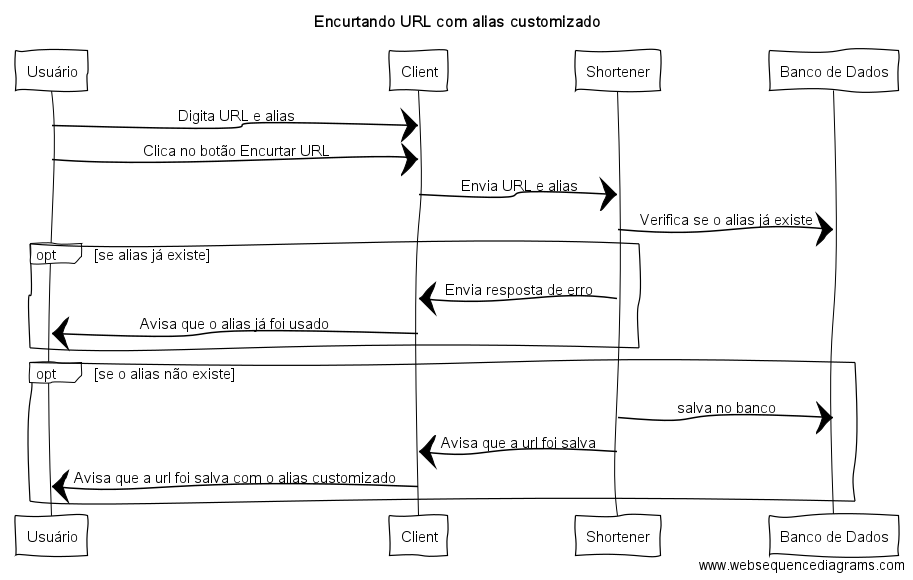 Encurtando URL com alias customizado
Usuário
Client
Shortener
Banco de Dados
Digita URL e alias
Clica no botão Encurtar URL
Envia URL e alias
Verifica se o alias já existe
opt
[se alias já existe]
Envia resposta de erro
Avisa que o alias já foi usado
opt
[se o alias não existe]
salva no banco
Avisa que a url foi salva
Avisa que a url foi salva com o alias customizado
Usuário
Client
Shortener
Banco de Dados
www.websequencediagrams.com